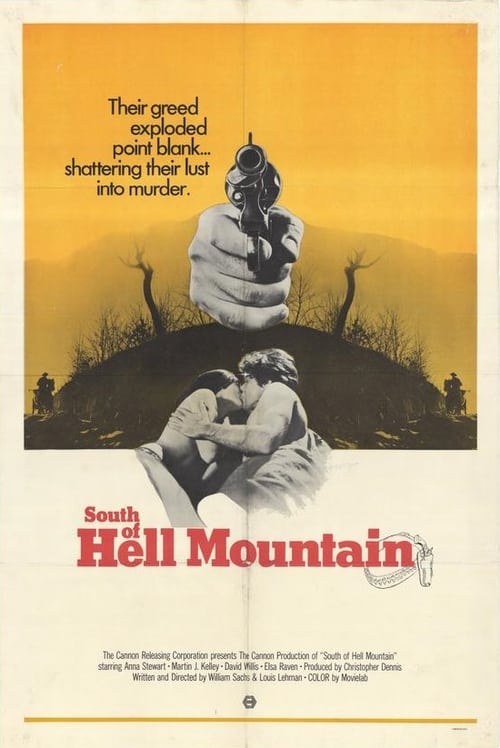 Their greed
exploded
point blank...
shattering their lust
into murder.
South
of
Hell Mountain
The Cannon Releasing Corporation presents The Cannon Production of "South of Hell Mountain"
starring Anna Stewart • Martin J. Kelley • David Willis • Elsa Raven • Produced by Christopher Dennis
Written and Directed by William Sachs & Louis Lehman • COLOR by Movielab